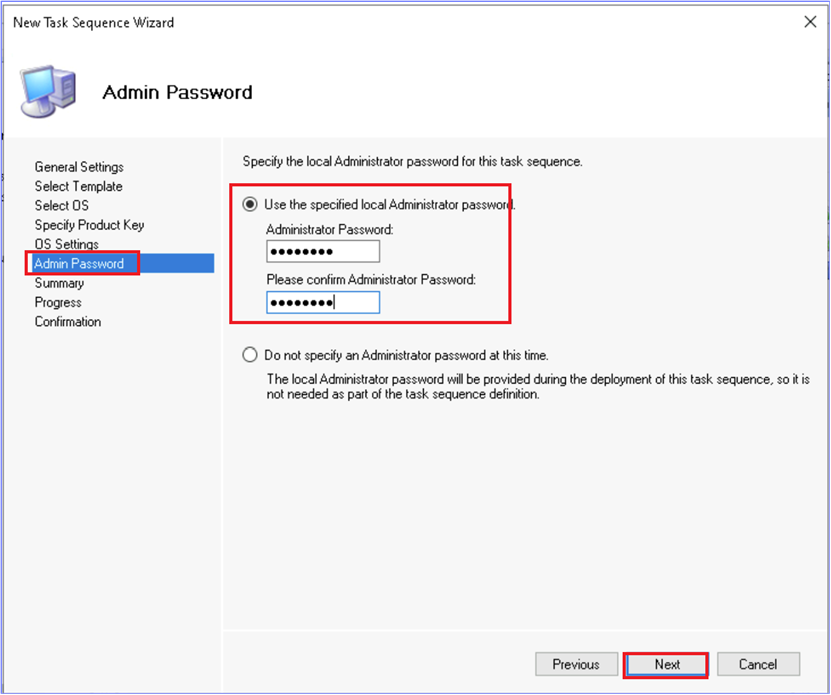 New Task Sequence Wizard
Admin Password
General Settings
Select Template
Select OS
Specify Product Key
OS Settings
Admin Password
Summary
Progress
Confirmation
Specify the local Administrator password for this task sequence.
Use the specified local Administrator password.
Administrator Password:
●●●●●●●●
Please confirm Administrator Password:
●●●●●●●●
Do not specify an Administrator password at this time.
The local Administrator password will be provided during the deployment of this task sequence, so it is
not needed as part of the task sequence definition.
Previous
Next
Cancel